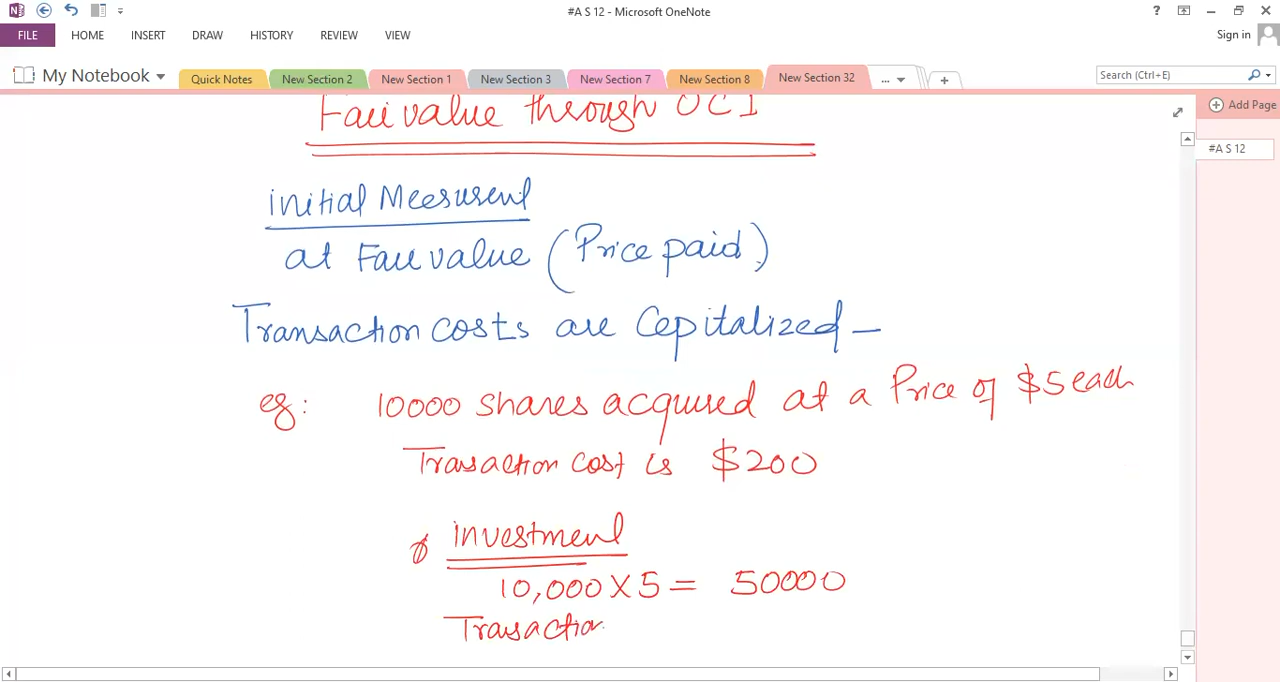 #A S 12 - Microsoft OneNote
Sign in
FILE HOME INSERT DRAW HISTORY REVIEW VIEW
My Notebook Quick Notes New Section 2 New Section 1 New Section 3 New Section 7 New Section 8 New Section 32 ... Search (Ctrl+E)
Add Page
#A S 12
Fair value through OCI
initial Measurent
at Fair value (Price paid)
Transaction costs are Capitalized -
eg: 10000 shares acquired at a Price of $5 each
Trasaction cost is $200
investment
10,000 X 5 = 50000
Trasaction